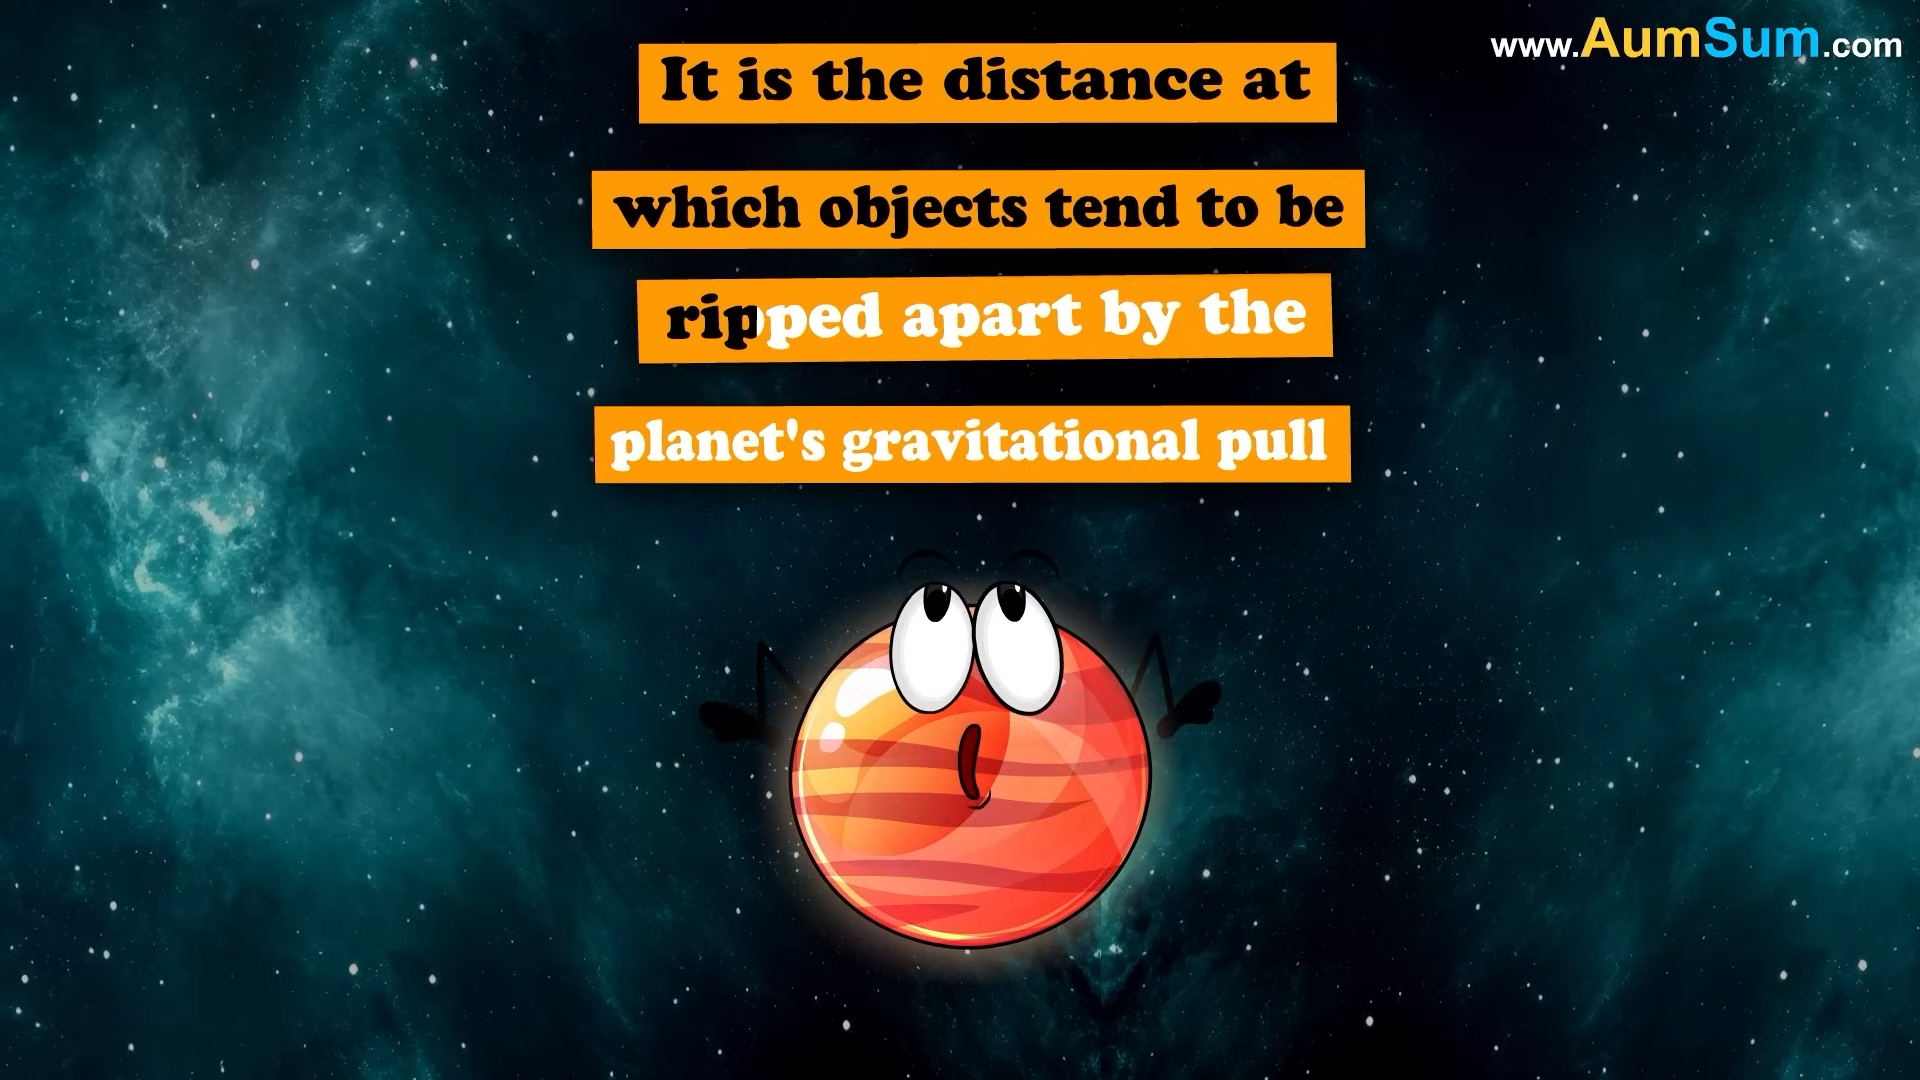 www.AumSum.com
It is the distance at
which objects tend to be
ripped apart by the
planet's gravitational pull